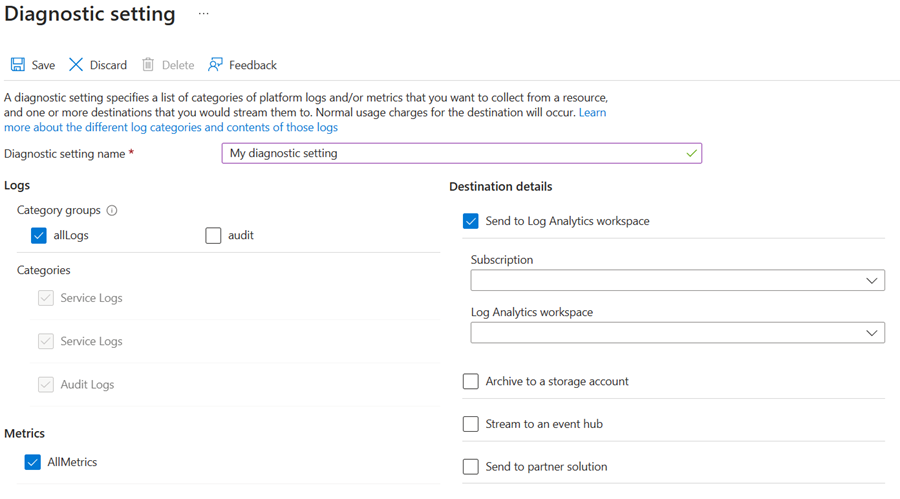 Diagnostic setting ...
Save Discard Delete Feedback
A diagnostic setting specifies a list of categories of platform logs and/or metrics that you want to collect from a resource,
and one or more destinations that you would stream them to. Normal usage charges for the destination will occur. Learn
more about the different log categories and contents of those logs
Diagnostic setting name *
My diagnostic setting
Logs
Category groups
allLogs
audit
Categories
Service Logs
Service Logs
Audit Logs
Metrics
AllMetrics
Destination details
Send to Log Analytics workspace
Subscription
Log Analytics workspace
Archive to a storage account
Stream to an event hub
Send to partner solution